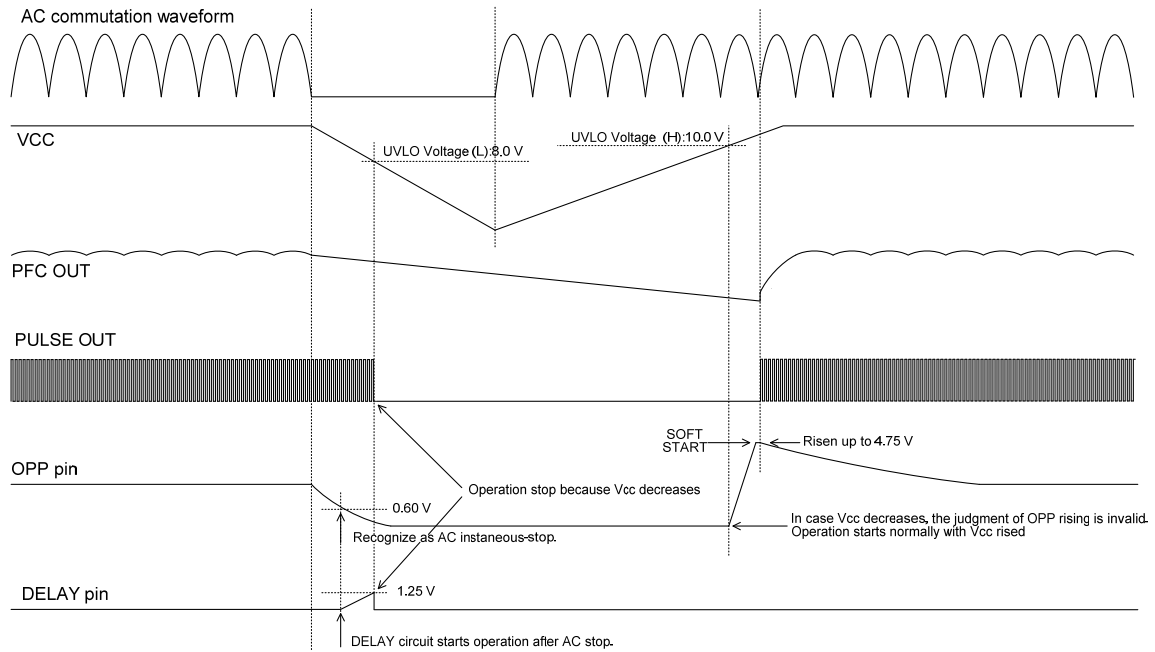 AC commutation waveform
VCC
UVLO Voltage (L):8.0 V
UVLO Voltage (H):10.0 V
PFC OUT
PULSE OUT
SOFT
START
Risen up to 4.75 V
OPP pin
Operation stop because Vcc decreases
0.60 V
In case Vcc decreases, the judgment of OPP rising is invalid.
Operation starts normally with Vcc rised
Recognize as AC instaneous-stop.
DELAY pin
1.25 V
DELAY circuit starts operation after AC stop.